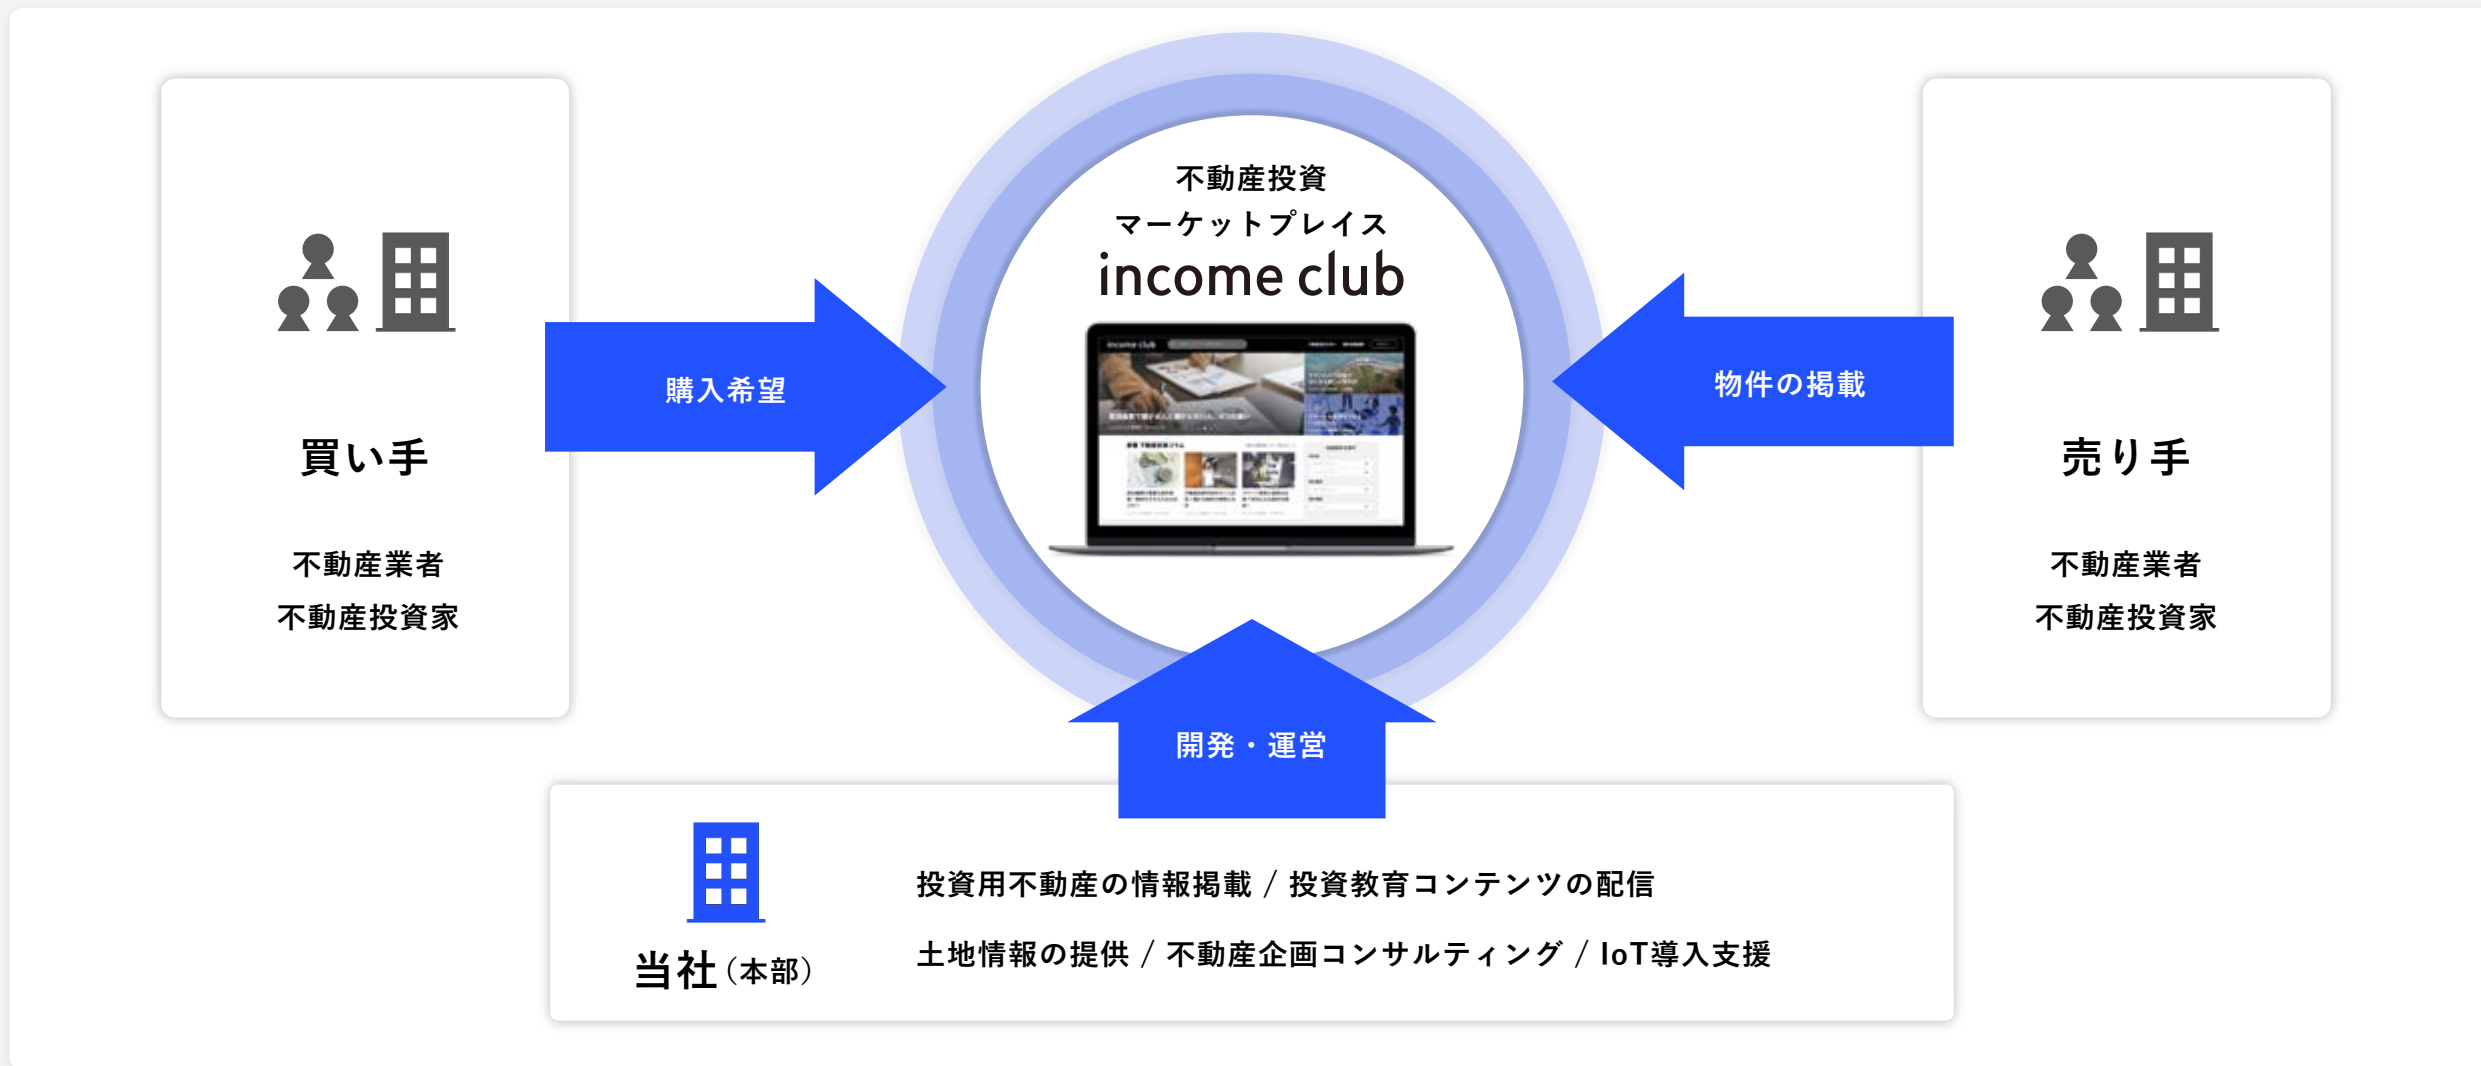 買い手
不動産業者
不動産投資家
購入希望
不動産投資
マーケットプレイス
income club
income club
物件の掲載
売り手
不動産業者
不動産投資家
開発・運営
当社（本部）
投資用不動産の情報掲載 / 投資教育コンテンツの配信
土地情報の提供 / 不動産企画コンサルティング / IoT導入支援